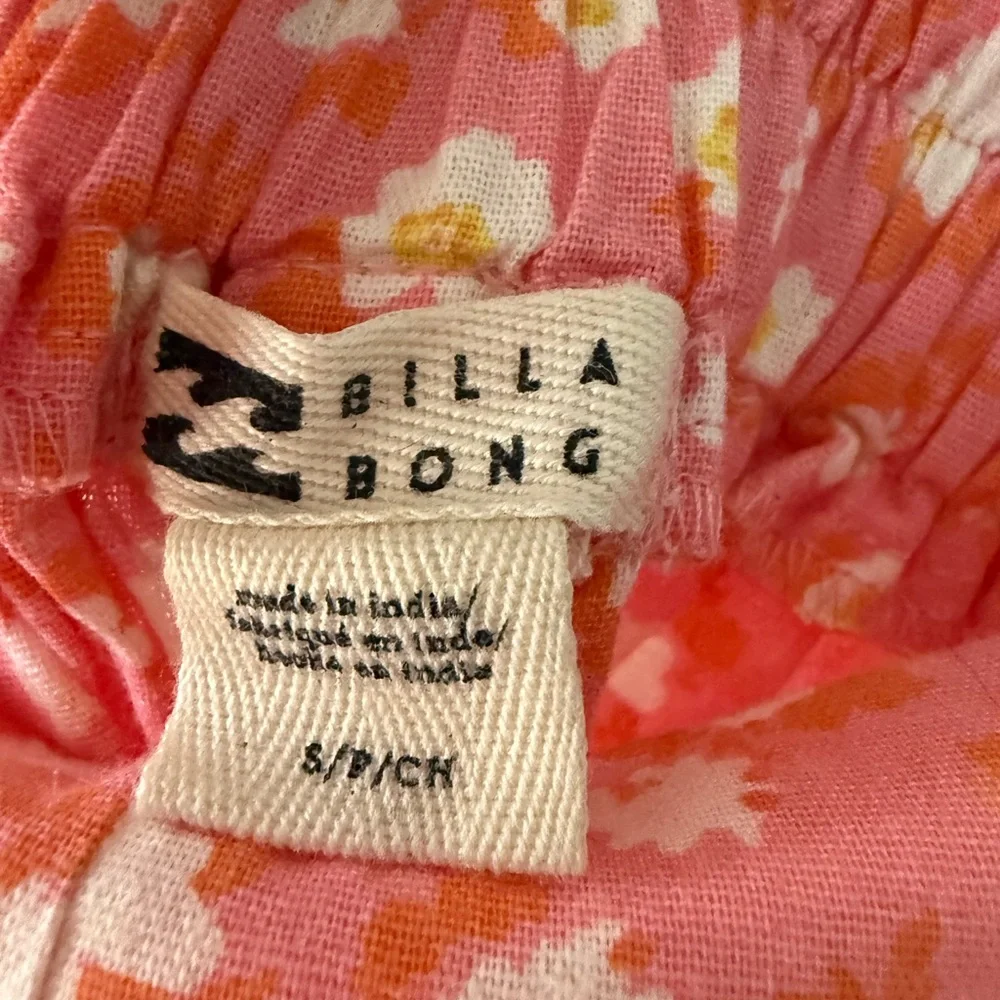 BILLA
BONG
made in india/
fabriqué en Inde/
hecho en india
S/P/CH